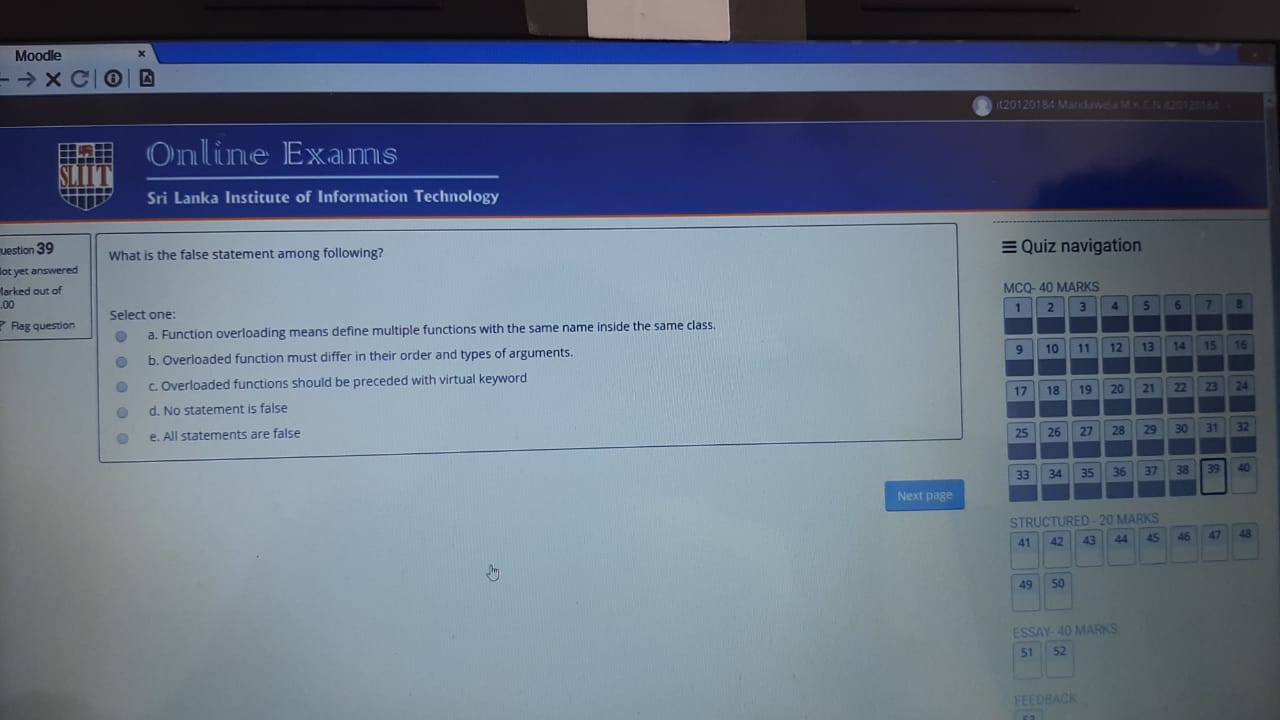 Moodle
it20120184 Mandawela M.K.C.N it20120184
SLIIT
Online Exams
Sri Lanka Institute of Information Technology
uestion 39
lot yet answered
Marked out of
.00
Flag question
What is the false statement among following?
Select one:
a. Function overloading means define multiple functions with the same name inside the same class.
b. Overloaded function must differ in their order and types of arguments.
c. Overloaded functions should be preceded with virtual keyword
d. No statement is false
e. All statements are false
Next page
Quiz navigation
MCQ- 40 MARKS
1 2 3 4 5 6 7 8
9 10 11 12 13 14 15 16
17 18 19 20 21 22 23 24
25 26 27 28 29 30 31 32
33 34 35 36 37 38 39 40
STRUCTURED - 20 MARKS
41 42 43 44 45 46 47 48
49 50
ESSAY- 40 MARKS
51 52
FEEDBACK
53